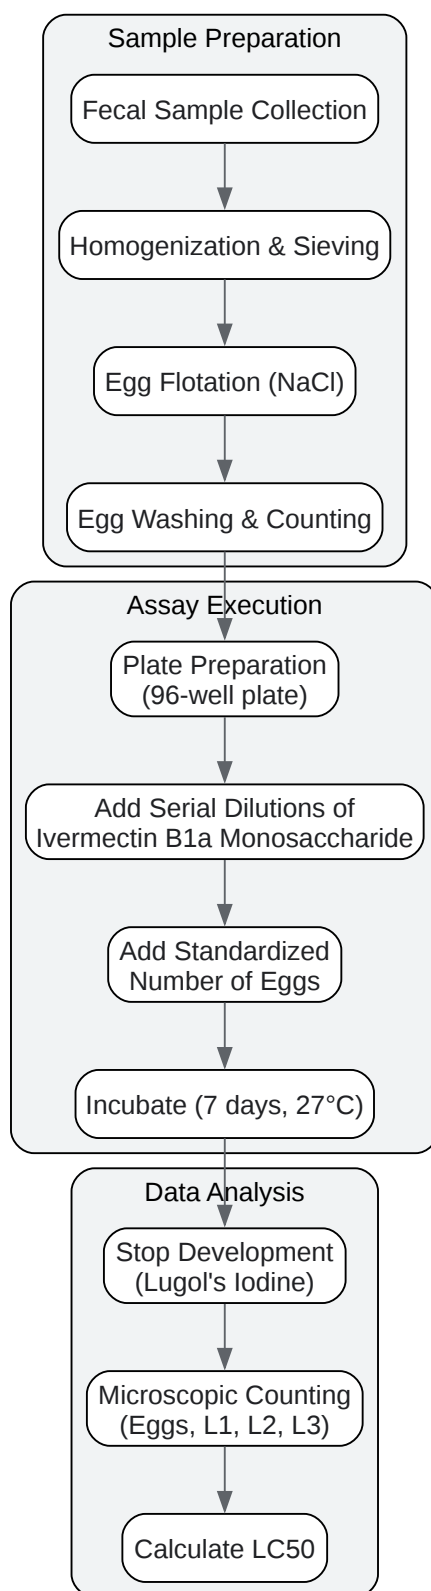 Sample Preparation
Fecal Sample Collection
Homogenization & Sieving
Egg Flotation (NaCl)
Egg Washing & Counting
Assay Execution
Plate Preparation
(96-well plate)
Add Serial Dilutions of
Ivermectin B1a Monosaccharide
Add Standardized
Number of Eggs
Incubate (7 days, 27°C)
Data Analysis
Stop Development
(Lugol's Iodine)
Microscopic Counting
(Eggs, L1, L2, L3)
Calculate LC50